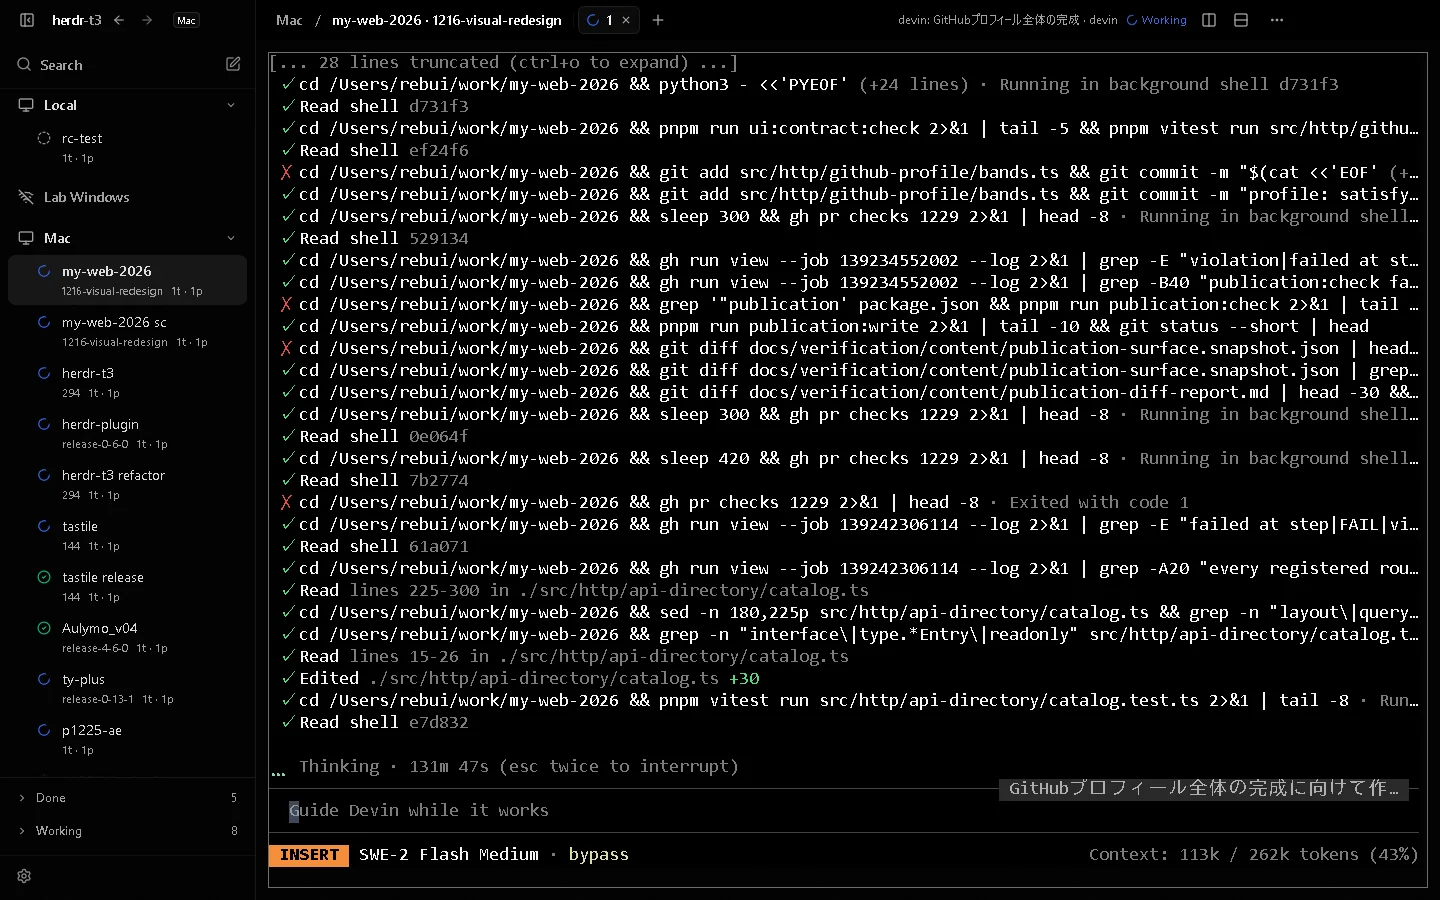 herdr-t3
Mac
Mac / my-web-2026 · 1216-visual-redesign
1
devin: GitHubプロフィール全体の完成 · devin
Working
Search
Local
rc-test
1t · 1p
Lab Windows
Mac
my-web-2026
1216-visual-redesign 1t · 1p
my-web-2026 sc
1216-visual-redesign 1t · 1p
herdr-t3
294 1t · 1p
herdr-plugin
release-0-6-0 1t · 1p
herdr-t3 refactor
294 1t · 1p
tastile
144 1t · 1p
tastile release
144 1t · 1p
Aulymo_v04
release-4-6-0 1t · 1p
ty-plus
release-0-13-1 1t · 1p
p1225-ae
1t · 1p
Done 5
Working 8
[... 28 lines truncated (ctrl+o to expand) ...]
✓ cd /Users/rebui/work/my-web-2026 && python3 - <<'PYEOF' (+24 lines) · Running in background shell d731f3
✓ Read shell d731f3
✓ cd /Users/rebui/work/my-web-2026 && pnpm run ui:contract:check 2>&1 | tail -5 && pnpm vitest run src/http/githu…
✓ Read shell ef24f6
✗ cd /Users/rebui/work/my-web-2026 && git add src/http/github-profile/bands.ts && git commit -m "$(cat <<'EOF' (+…
✓ cd /Users/rebui/work/my-web-2026 && git add src/http/github-profile/bands.ts && git commit -m "profile: satisfy…
✓ cd /Users/rebui/work/my-web-2026 && sleep 300 && gh pr checks 1229 2>&1 | head -8 · Running in background shell…
✓ Read shell 529134
✓ cd /Users/rebui/work/my-web-2026 && gh run view --job 139234552002 --log 2>&1 | grep -E "violation|failed at st…
✓ cd /Users/rebui/work/my-web-2026 && gh run view --job 139234552002 --log 2>&1 | grep -B40 "publication:check fa…
✗ cd /Users/rebui/work/my-web-2026 && grep '"publication' package.json && pnpm run publication:check 2>&1 | tail …
✓ cd /Users/rebui/work/my-web-2026 && pnpm run publication:write 2>&1 | tail -10 && git status --short | head
✗ cd /Users/rebui/work/my-web-2026 && git diff docs/verification/content/publication-surface.snapshot.json | head…
✓ cd /Users/rebui/work/my-web-2026 && git diff docs/verification/content/publication-surface.snapshot.json | grep…
✓ cd /Users/rebui/work/my-web-2026 && git diff docs/verification/content/publication-diff-report.md | head -30 &&…
✓ cd /Users/rebui/work/my-web-2026 && sleep 300 && gh pr checks 1229 2>&1 | head -8 · Running in background shell…
✓ Read shell 0e064f
✓ cd /Users/rebui/work/my-web-2026 && sleep 420 && gh pr checks 1229 2>&1 | head -8 · Running in background shell…
✓ Read shell 7b2774
✗ cd /Users/rebui/work/my-web-2026 && gh pr checks 1229 2>&1 | head -8 · Exited with code 1
✓ cd /Users/rebui/work/my-web-2026 && gh run view --job 139242306114 --log 2>&1 | grep -E "failed at step|FAIL|vi…
✓ Read shell 61a071
✓ cd /Users/rebui/work/my-web-2026 && gh run view --job 139242306114 --log 2>&1 | grep -A20 "every registered rou…
✓ Read lines 225-300 in ./src/http/api-directory/catalog.ts
✓ cd /Users/rebui/work/my-web-2026 && sed -n 180,225p src/http/api-directory/catalog.ts && grep -n "layout\|query…
✓ cd /Users/rebui/work/my-web-2026 && grep -n "interface\|type.*Entry\|readonly" src/http/api-directory/catalog.t…
✓ Read lines 15-26 in ./src/http/api-directory/catalog.ts
✓ Edited ./src/http/api-directory/catalog.ts +30
✓ cd /Users/rebui/work/my-web-2026 && pnpm vitest run src/http/api-directory/catalog.test.ts 2>&1 | tail -8 · Run…
✓ Read shell e7d832
… Thinking · 131m 47s (esc twice to interrupt)
GitHubプロフィール全体の完成に向けて作…
Guide Devin while it works
INSERT SWE-2 Flash Medium · bypass
Context: 113k / 262k tokens (43%)